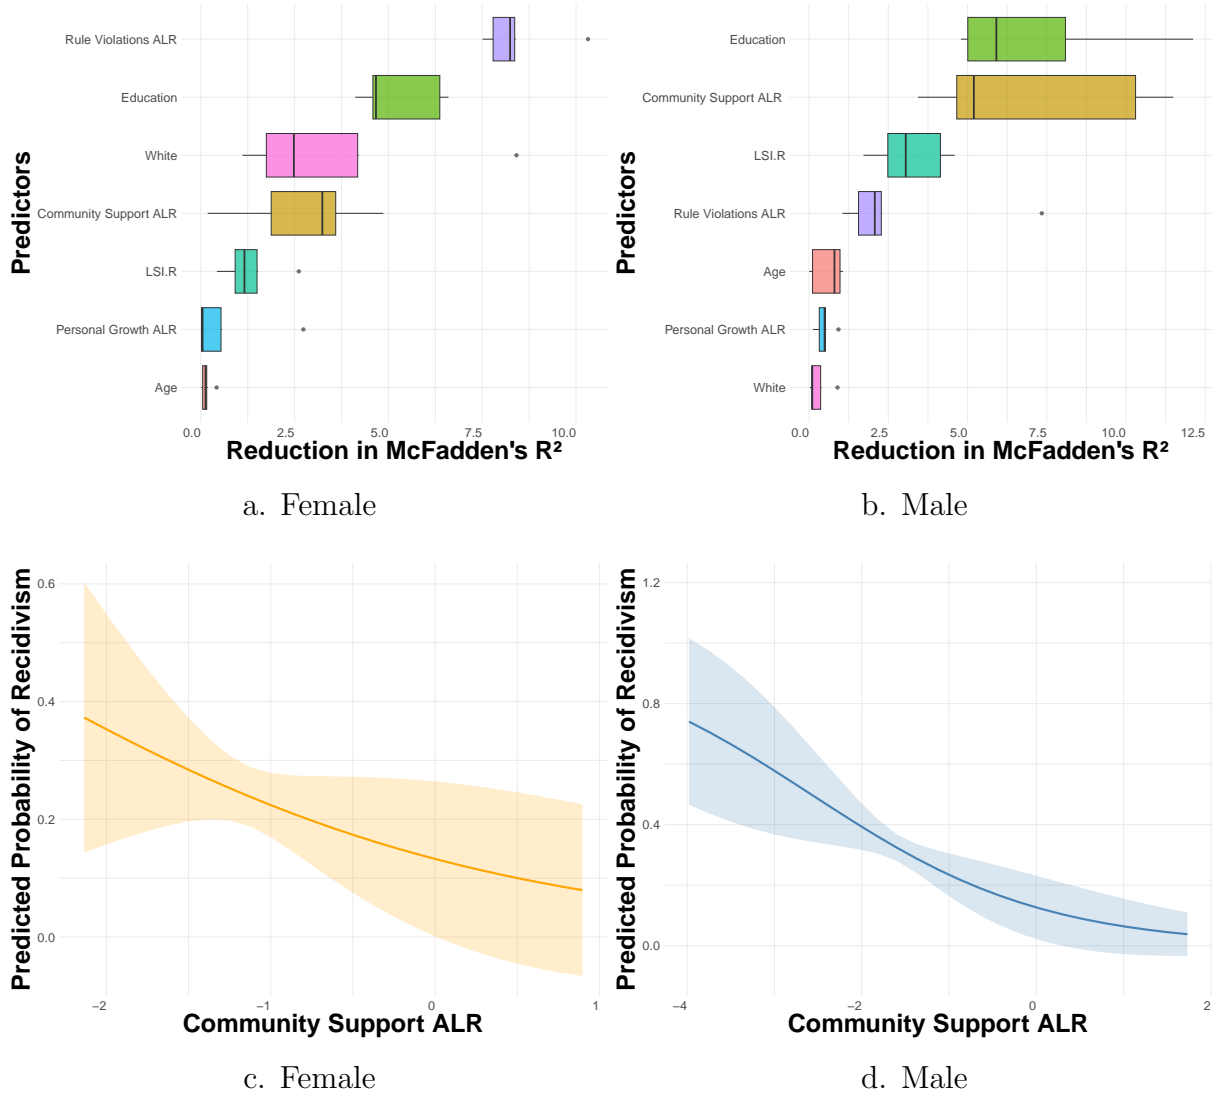 Predictors
Rule Violations ALR
Education
White
Community Support ALR
LSI.R
Personal Growth ALR
Age
0.0 2.5 5.0 7.5 10.0
Reduction in McFadden's R²
a. Female
Predictors
Education
Community Support ALR
LSI.R
Rule Violations ALR
Age
Personal Growth ALR
White
0.0 2.5 5.0 7.5 10.0 12.5
Reduction in McFadden's R²
b. Male
Predicted Probability of Recidivism
0.6
0.4
0.2
0.0
−2 −1 0 1
Community Support ALR
c. Female
Predicted Probability of Recidivism
1.2
0.8
0.4
0.0
−4 −2 0 2
Community Support ALR
d. Male